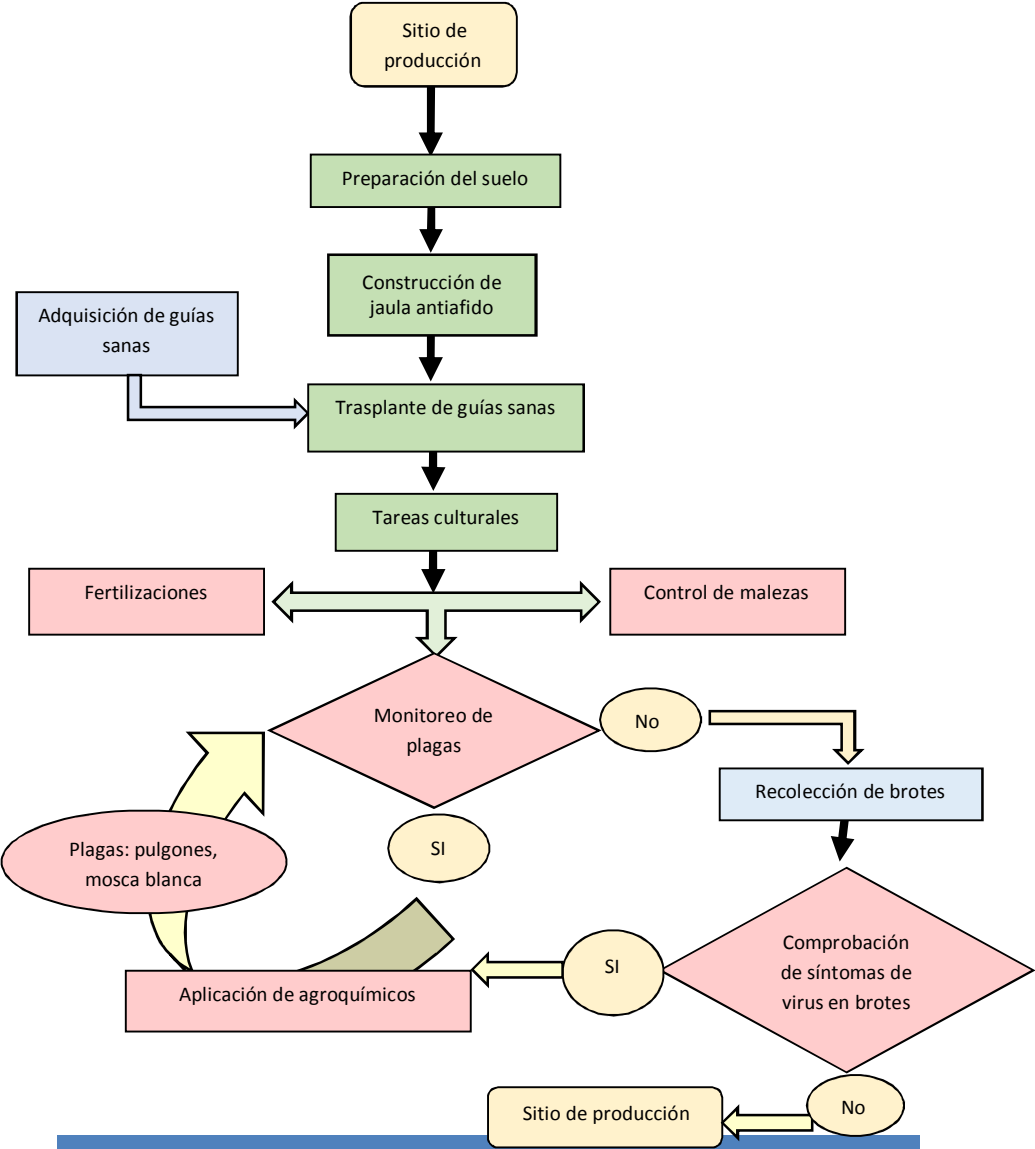 Sitio de
producción
Preparación del suelo
Construcción de
jaula antiafido
Adquisición de guías
sanas
Trasplante de guías sanas
Tareas culturales
Fertilizaciones
Control de malezas
Monitoreo de
plagas
No
Recolección de brotes
SI
Plagas: pulgones,
mosca blanca
Comprobación
de síntomas de
virus en brotes
SI
Aplicación de agroquímicos
No
Sitio de producción